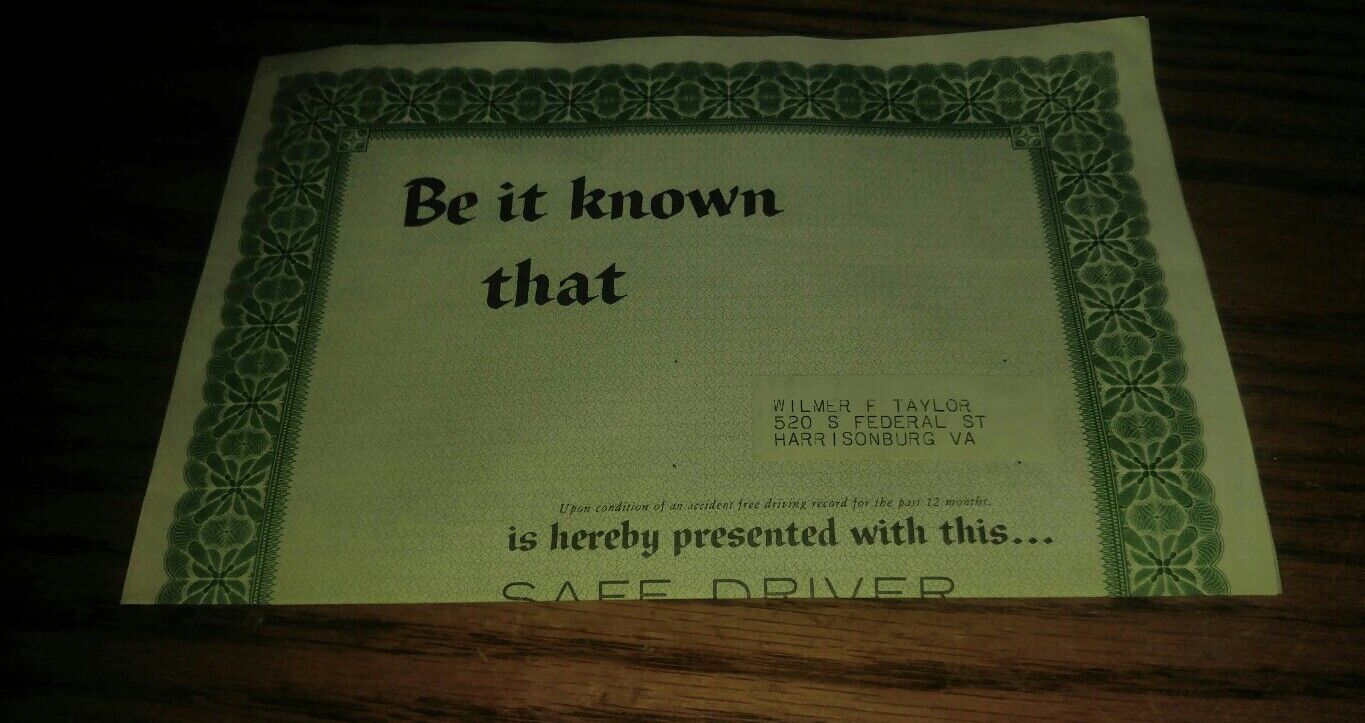 Be it known
that
WILMER F TAYLOR
520 S FEDERAL ST
HARRISONBURG VA
Upon condition of an accident free driving record for the past 12 months.
is hereby presented with this...
SAFE DRIVER